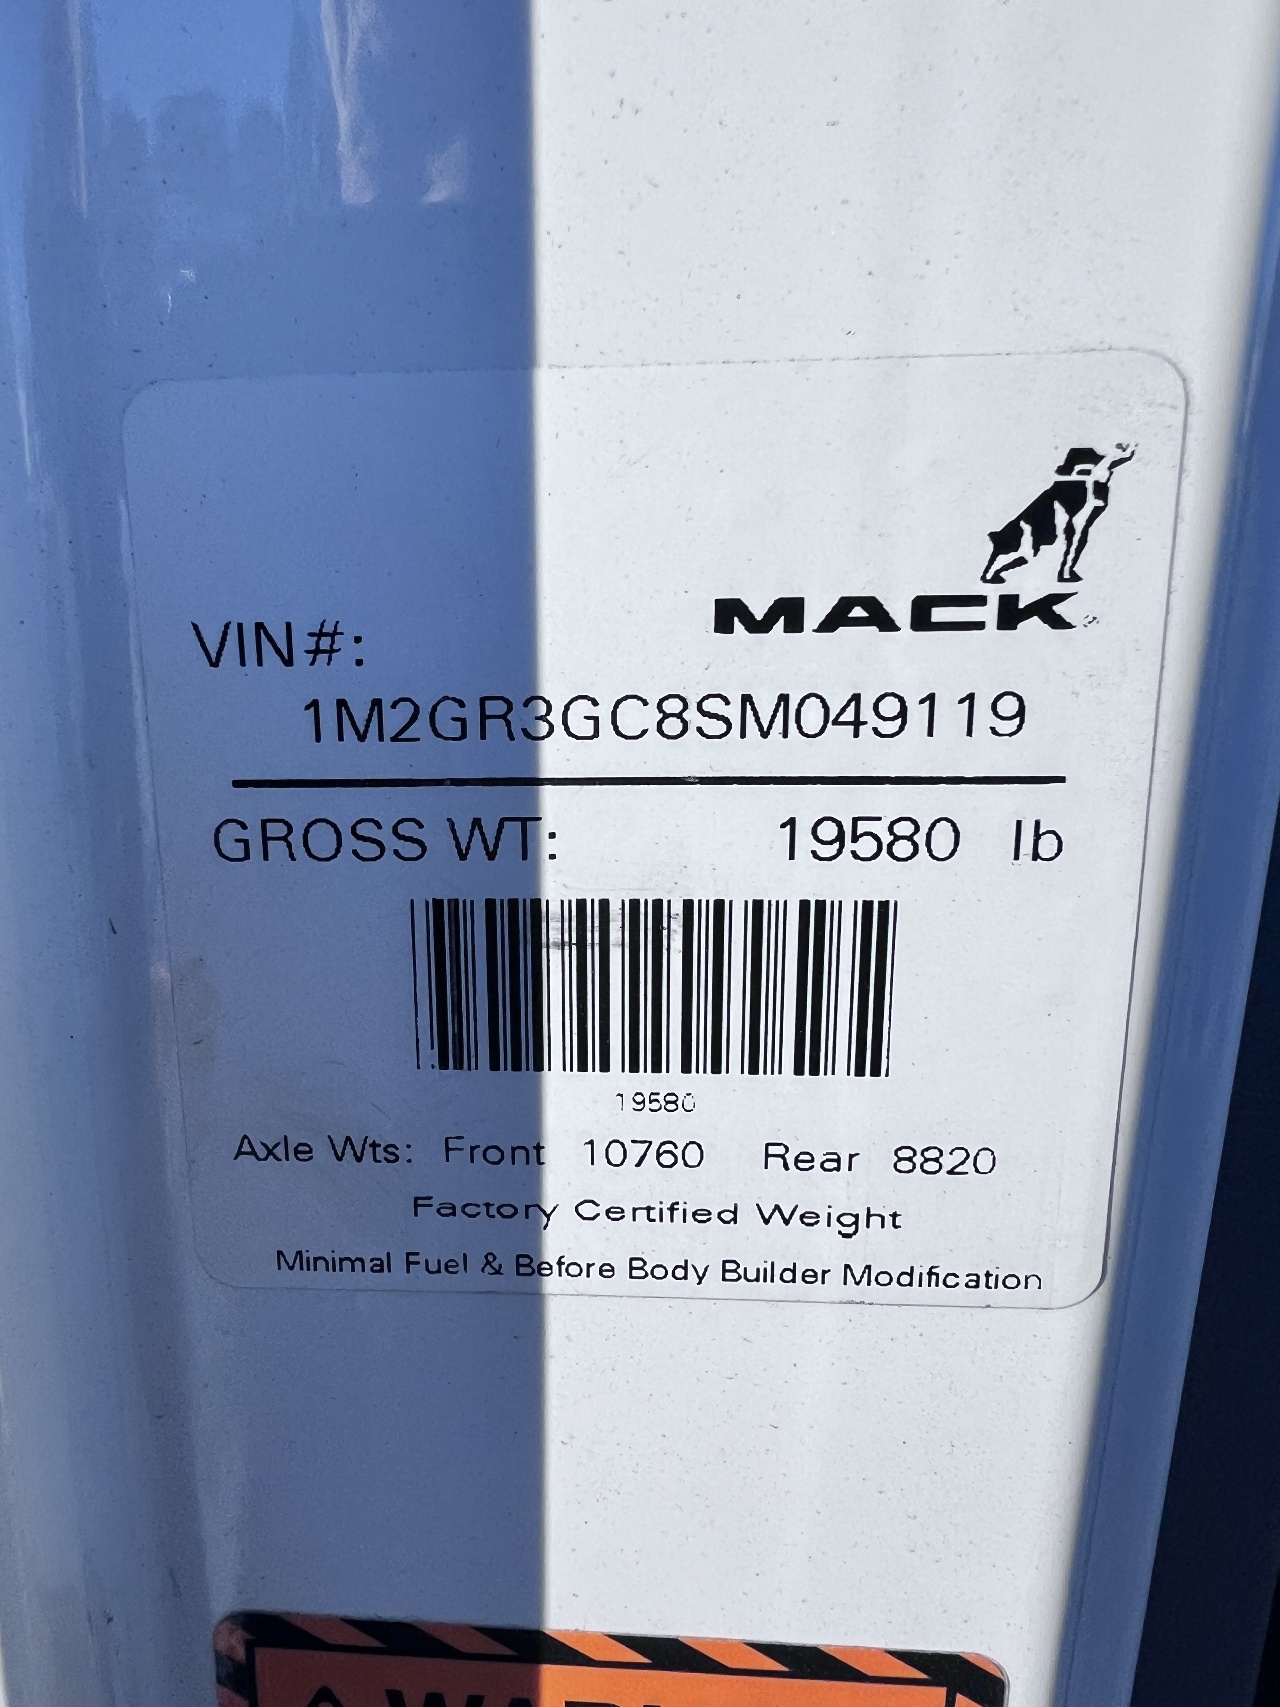 MACK
VIN#:
1M2GR3GC8SM049119
GROSS WT: 19580 lb
19580
Axle Wts: Front 10760 Rear 8820
Factory Certified Weight
Minimal Fuel & Before Body Builder Modification